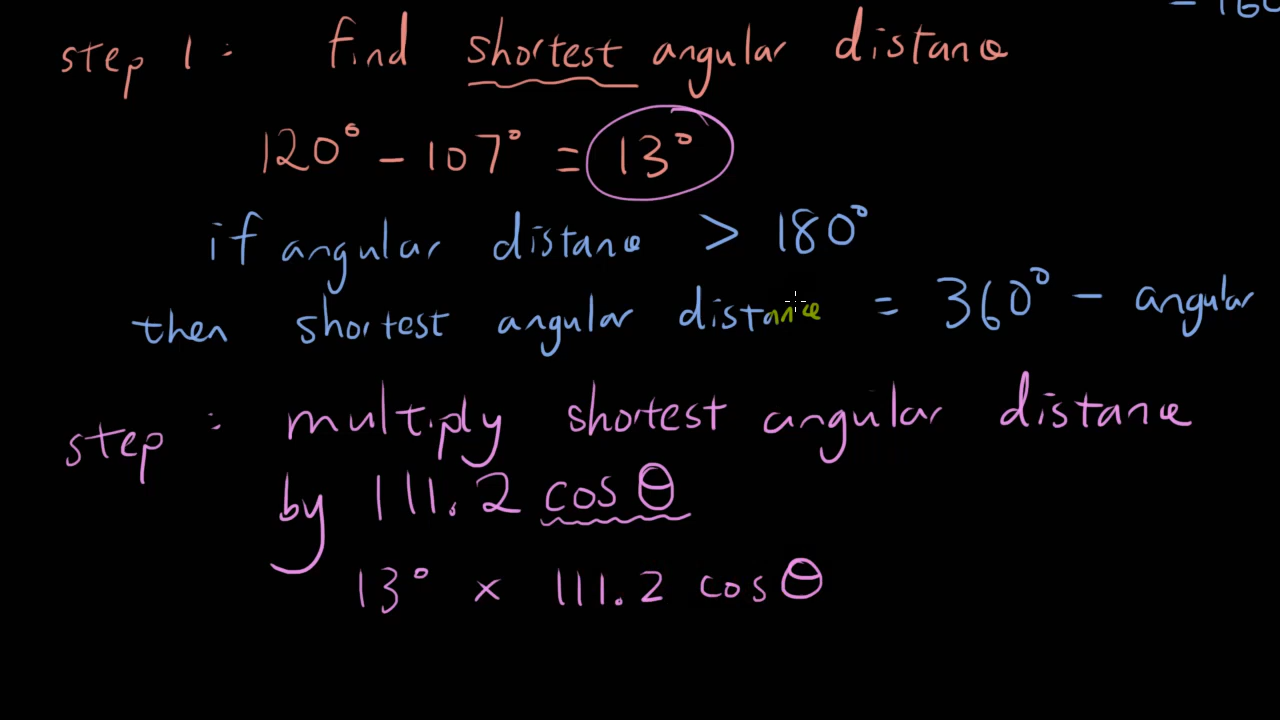 = 160
step 1 : find shortest angular distance
120° - 107° = 13°
if angular distance > 180°
then shortest angular distance = 360° - angular
step : multiply shortest angular distance
by 111.2 cos θ
13° × 111.2 cos θ